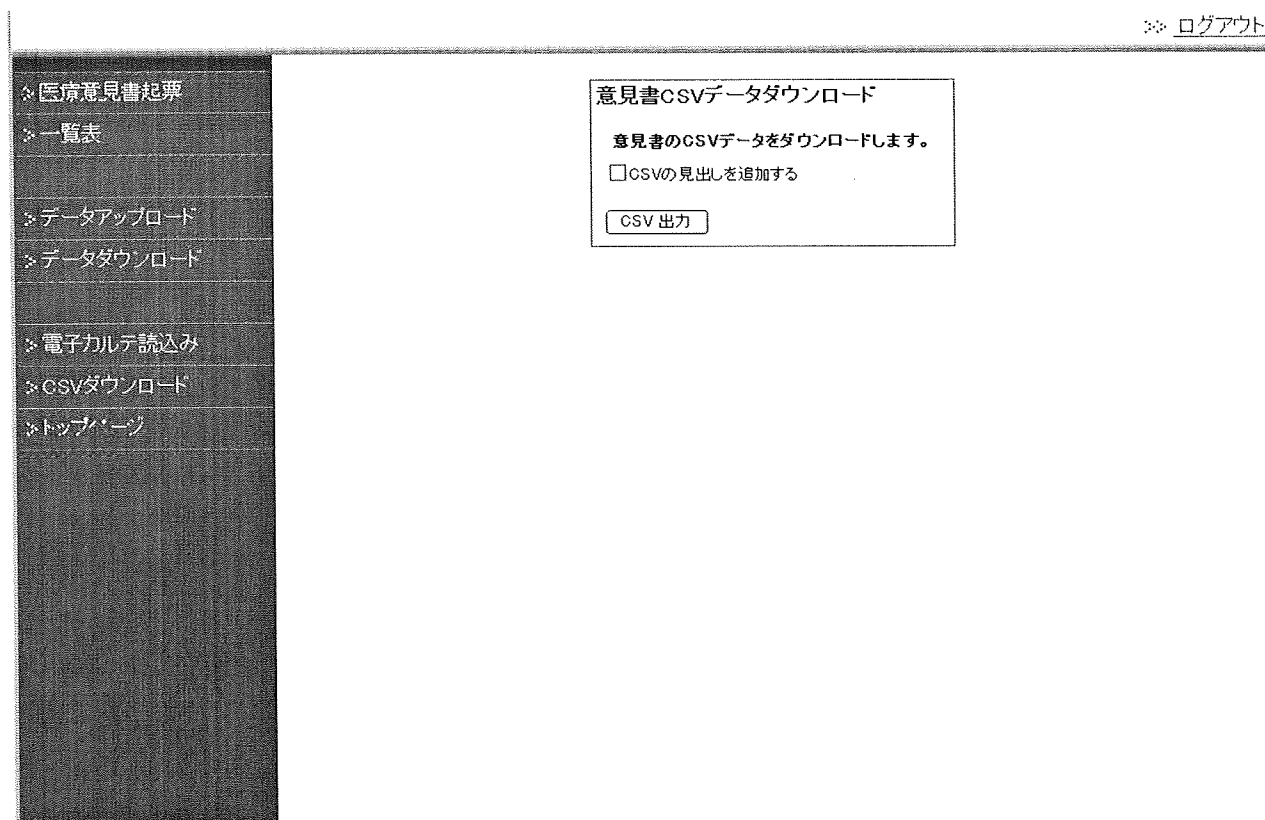 >> ログアウト
> 医療意見書起票
> 一覧表
> データアップロード
> データダウンロード
> 電子カルテ読込み
> CSVダウンロード
> トップページ
意見書CSVデータダウンロード
意見書のCSVデータをダウンロードします。
□CSVの見出しを追加する
CSV 出力